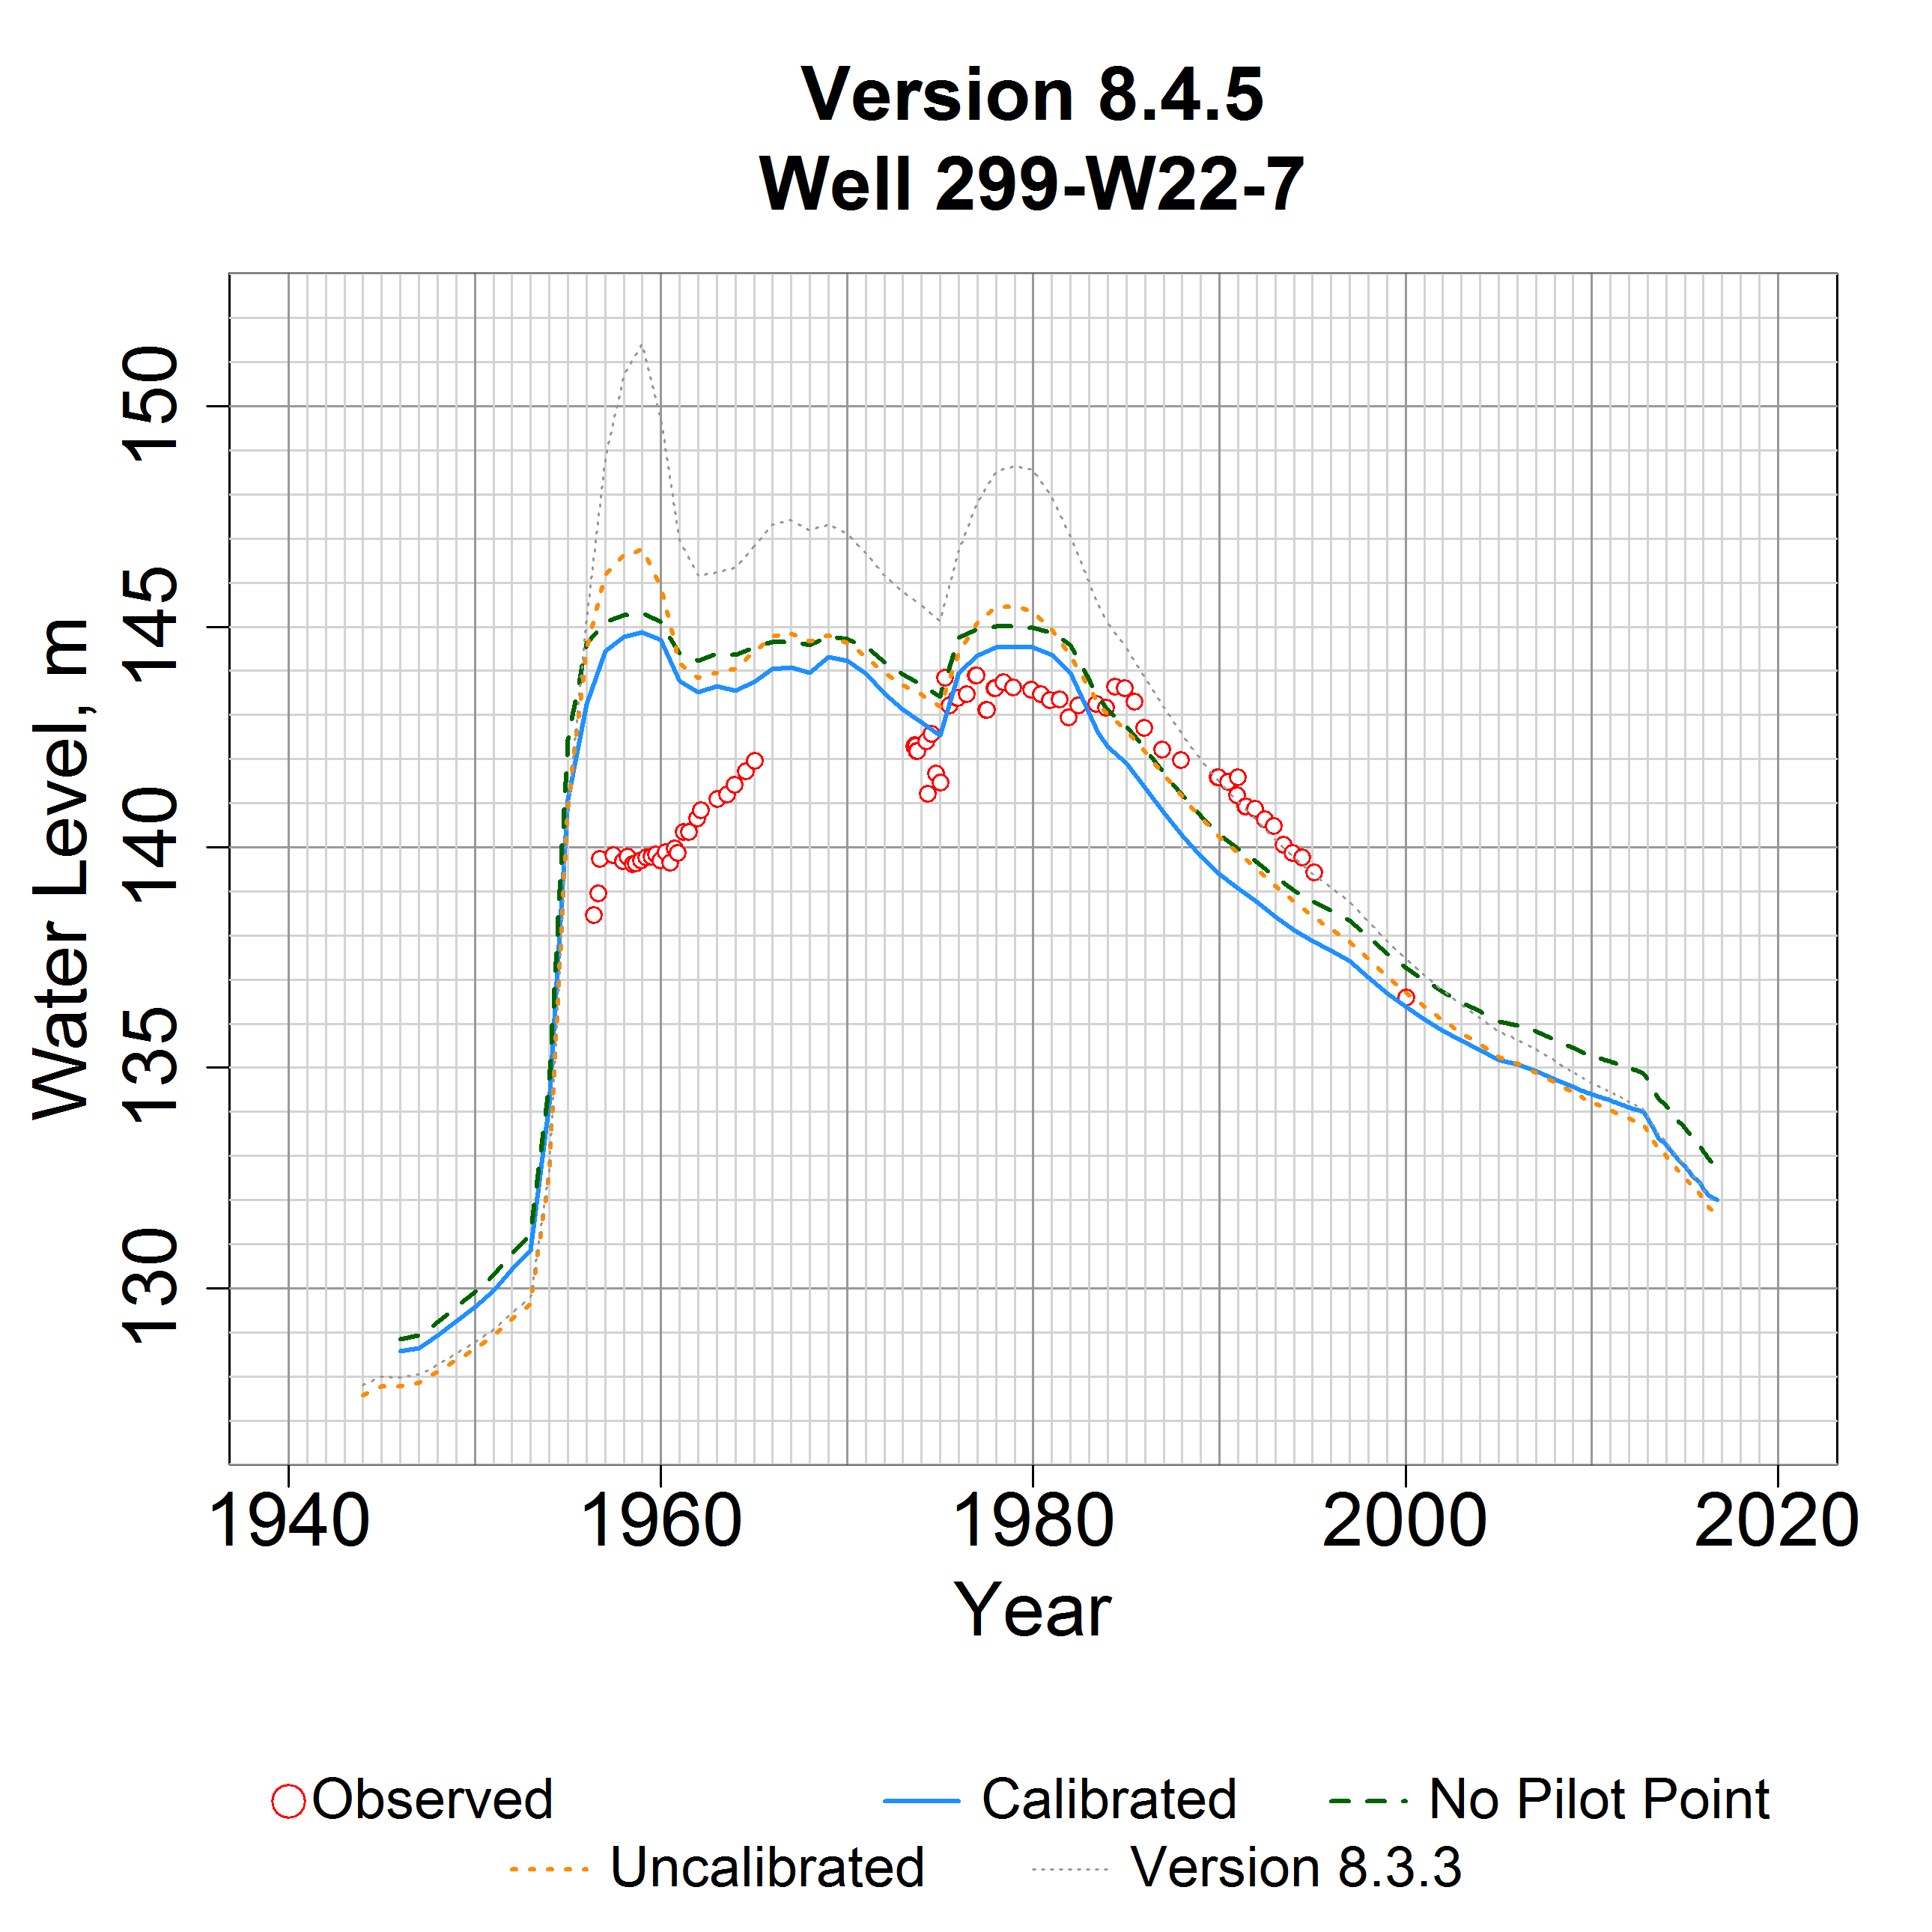 Version 8.4.5
Well 299-W22-7
Water Level, m
150
145
140
135
130
1940 1960 1980 2000 2020
Year
Observed Calibrated No Pilot Point
Uncalibrated Version 8.3.3